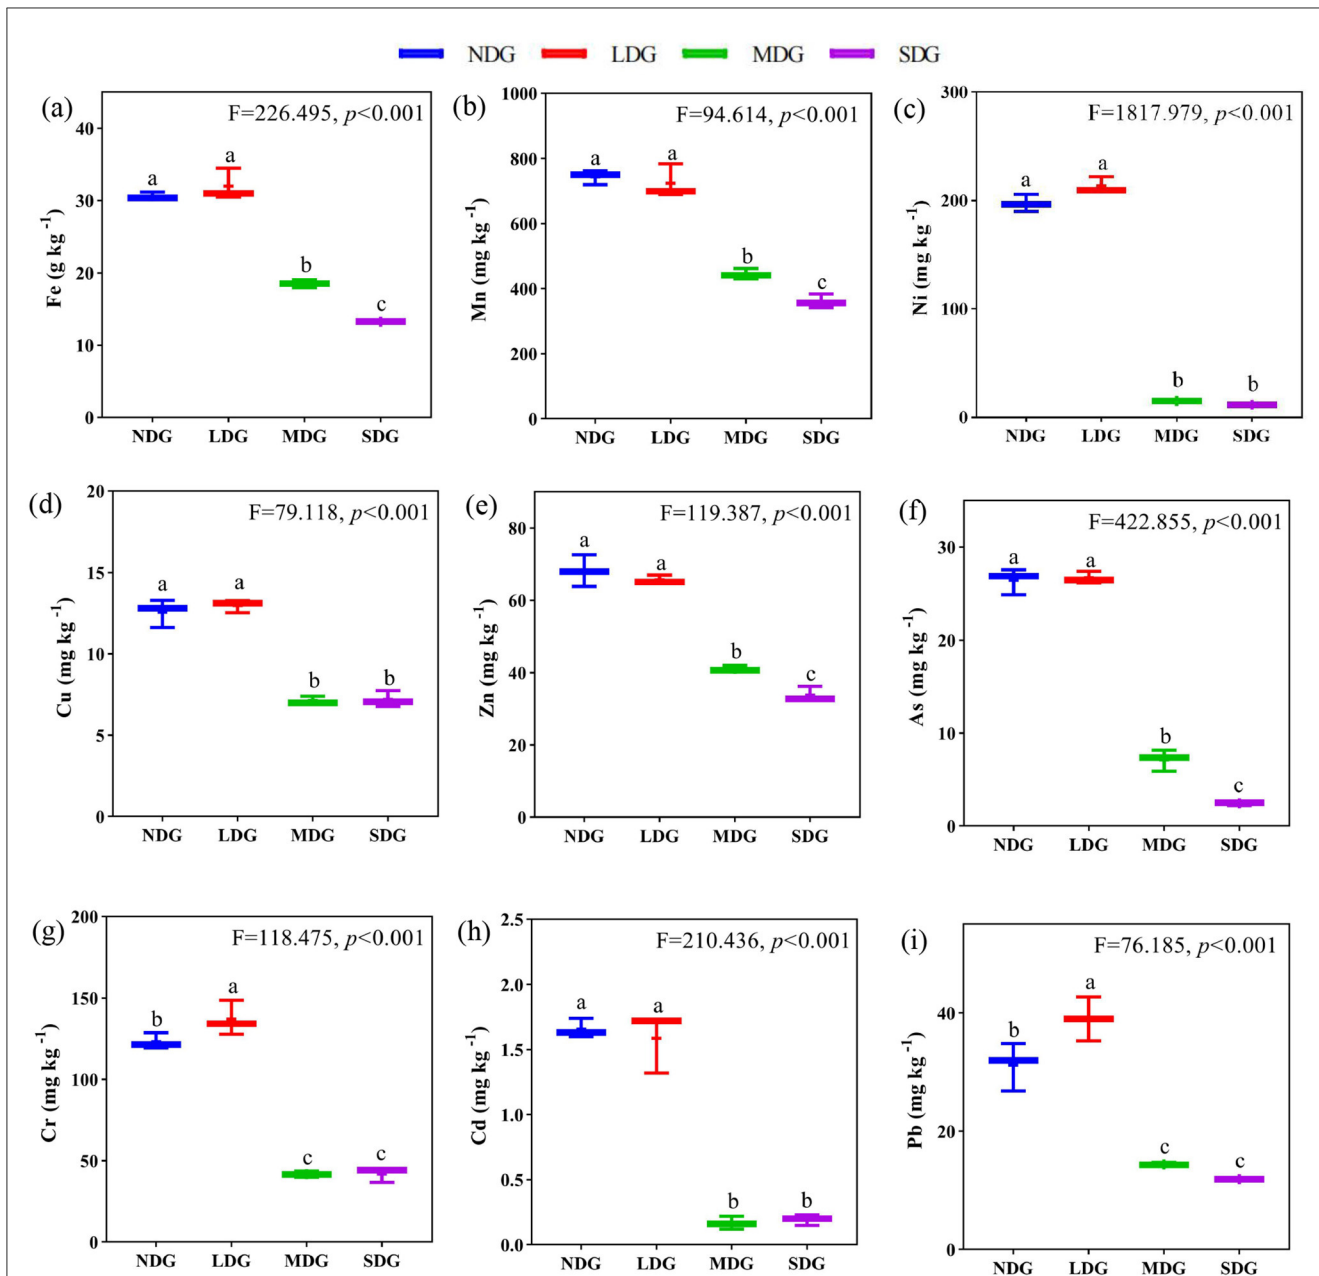 NDG LDG MDG SDG
(a)
F=226.495, p<0.001
Fe (g kg -1)
40
30
20
10
0
a
a
b
c
NDG LDG MDG SDG
(b)
F=94.614, p<0.001
Mn (mg kg -1)
1000
800
600
400
200
0
a
a
b
c
NDG LDG MDG SDG
(c)
F=1817.979, p<0.001
Ni (mg kg -1)
300
200
100
0
a
a
b
b
NDG LDG MDG SDG
(d)
F=79.118, p<0.001
Cu (mg kg -1)
20
15
10
5
0
a
a
b
b
NDG LDG MDG SDG
(e)
F=119.387, p<0.001
Zn (mg kg -1)
80
60
40
20
0
a
a
b
c
NDG LDG MDG SDG
(f)
F=422.855, p<0.001
As (mg kg -1)
30
20
10
0
a
a
b
c
NDG LDG MDG SDG
(g)
F=118.475, p<0.001
Cr (mg kg -1)
200
150
100
50
0
b
a
c
c
NDG LDG MDG SDG
(h)
F=210.436, p<0.001
Cd (mg kg -1)
2.5
2.0
1.5
1.0
0.5
0.0
a
a
b
b
NDG LDG MDG SDG
(i)
F=76.185, p<0.001
Pb (mg kg -1)
40
20
0
b
a
c
c
NDG LDG MDG SDG